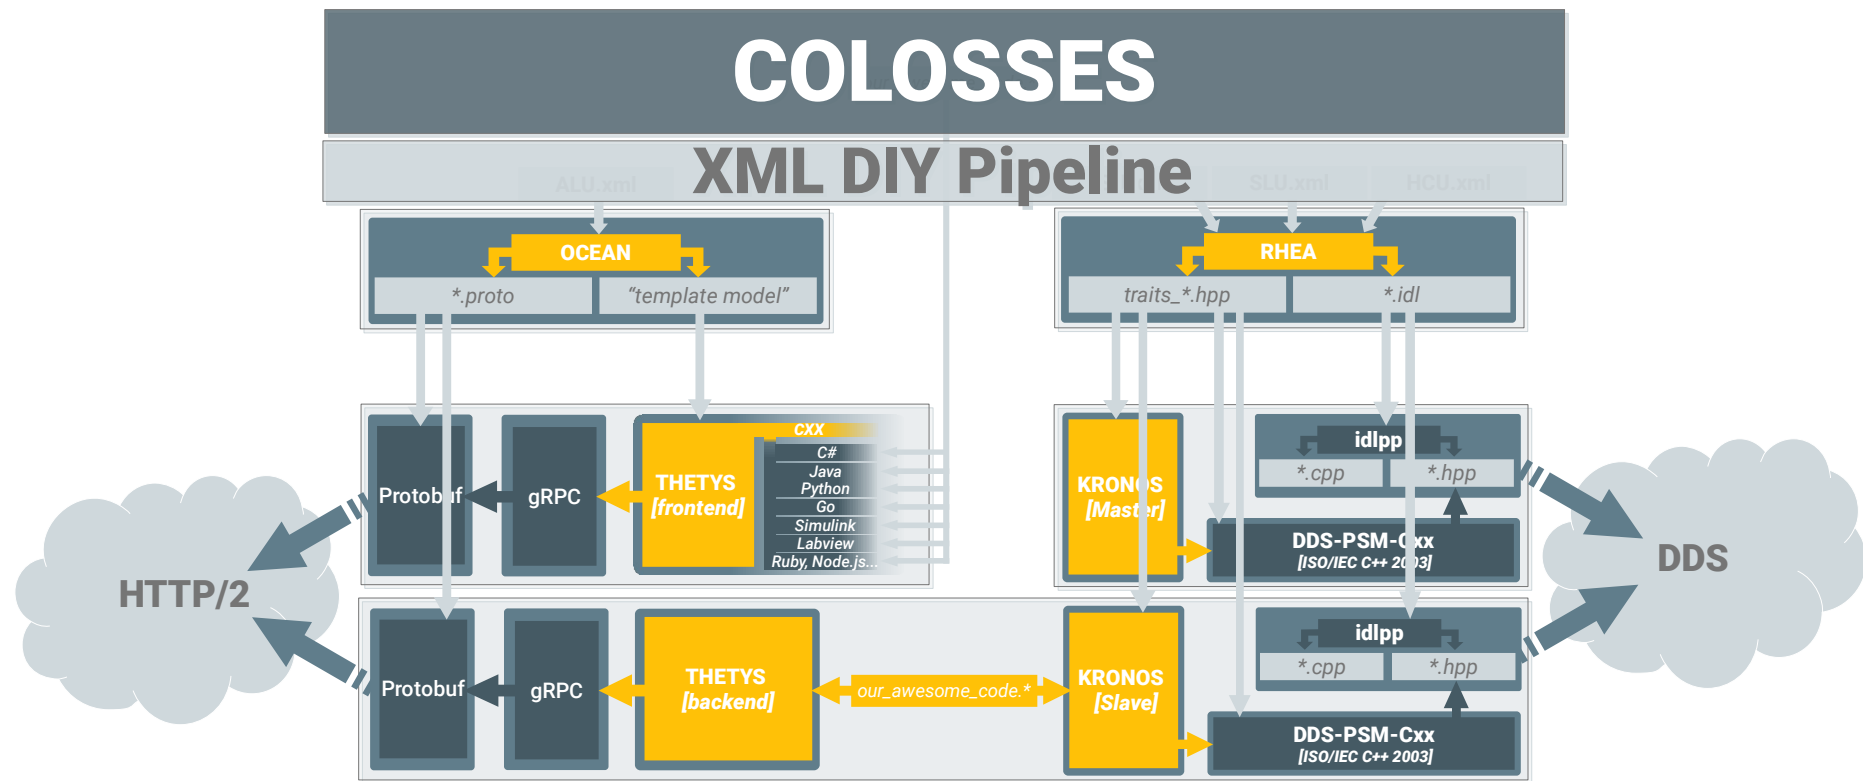 COLOSSES
XML DIY Pipeline
ALU.xml
SLU.xml
HCU.xml
OCEAN
*.proto
“template model”
RHEA
traits_*.hpp
*.idl
Protobuf
gRPC
THETYS
[frontend]
cxx
C#
Java
Python
Go
Simulink
Labview
Ruby, Node.js...
KRONOS
[Master]
idlpp
*.cpp
*.hpp
DDS-PSM-Cxx
[ISO/IEC C++ 2003]
HTTP/2
DDS
Protobuf
gRPC
THETYS
[backend]
our_awesome_code.*
KRONOS
[Slave]
idlpp
*.cpp
*.hpp
DDS-PSM-Cxx
[ISO/IEC C++ 2003]